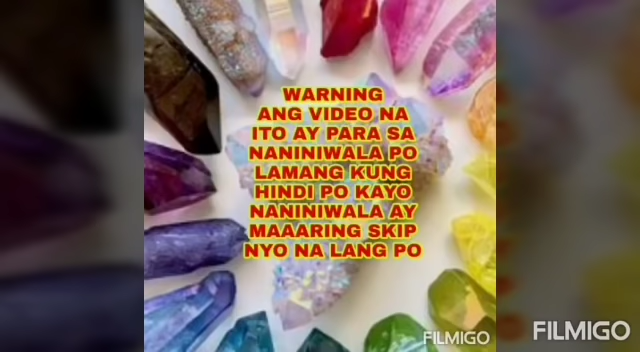 WARNING
ANG VIDEO NA
ITO AY PARA SA
NANINIWALA PO
LAMANG KUNG
HINDI PO KAYO
NANINIWALA AY
MAAARING SKIP
NYO NA LANG PO
FILMIGO
FILMIGO